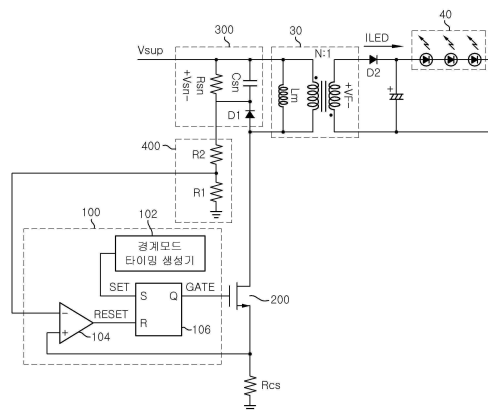 300
30
40
Vsup
N:1
ILED
+Vsn-
Rsn
Csn
Lm
+VF-
D2
+
D1
400
R2
R1
100
102
경계모드
타이밍 생성기
SET
GATE
S
Q
R
RESET
-
+
104
106
200
Rcs